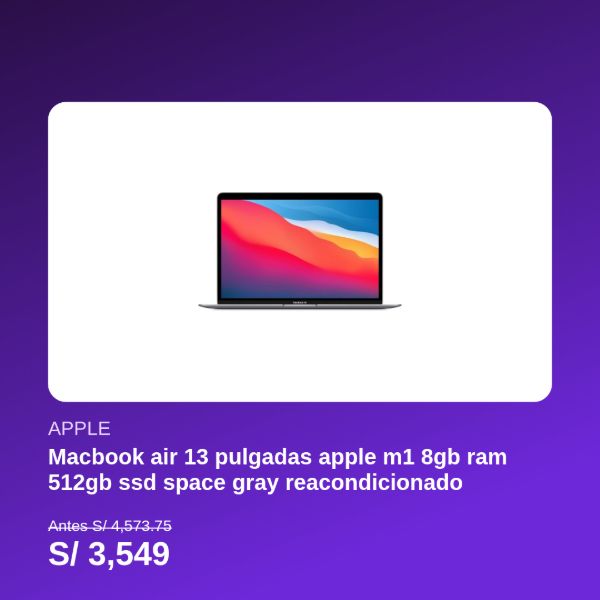 APPLE
Macbook air 13 pulgadas apple m1 8gb ram
512gb ssd space gray reacondicionado
Antes S/ 4,573.75
S/ 3,549